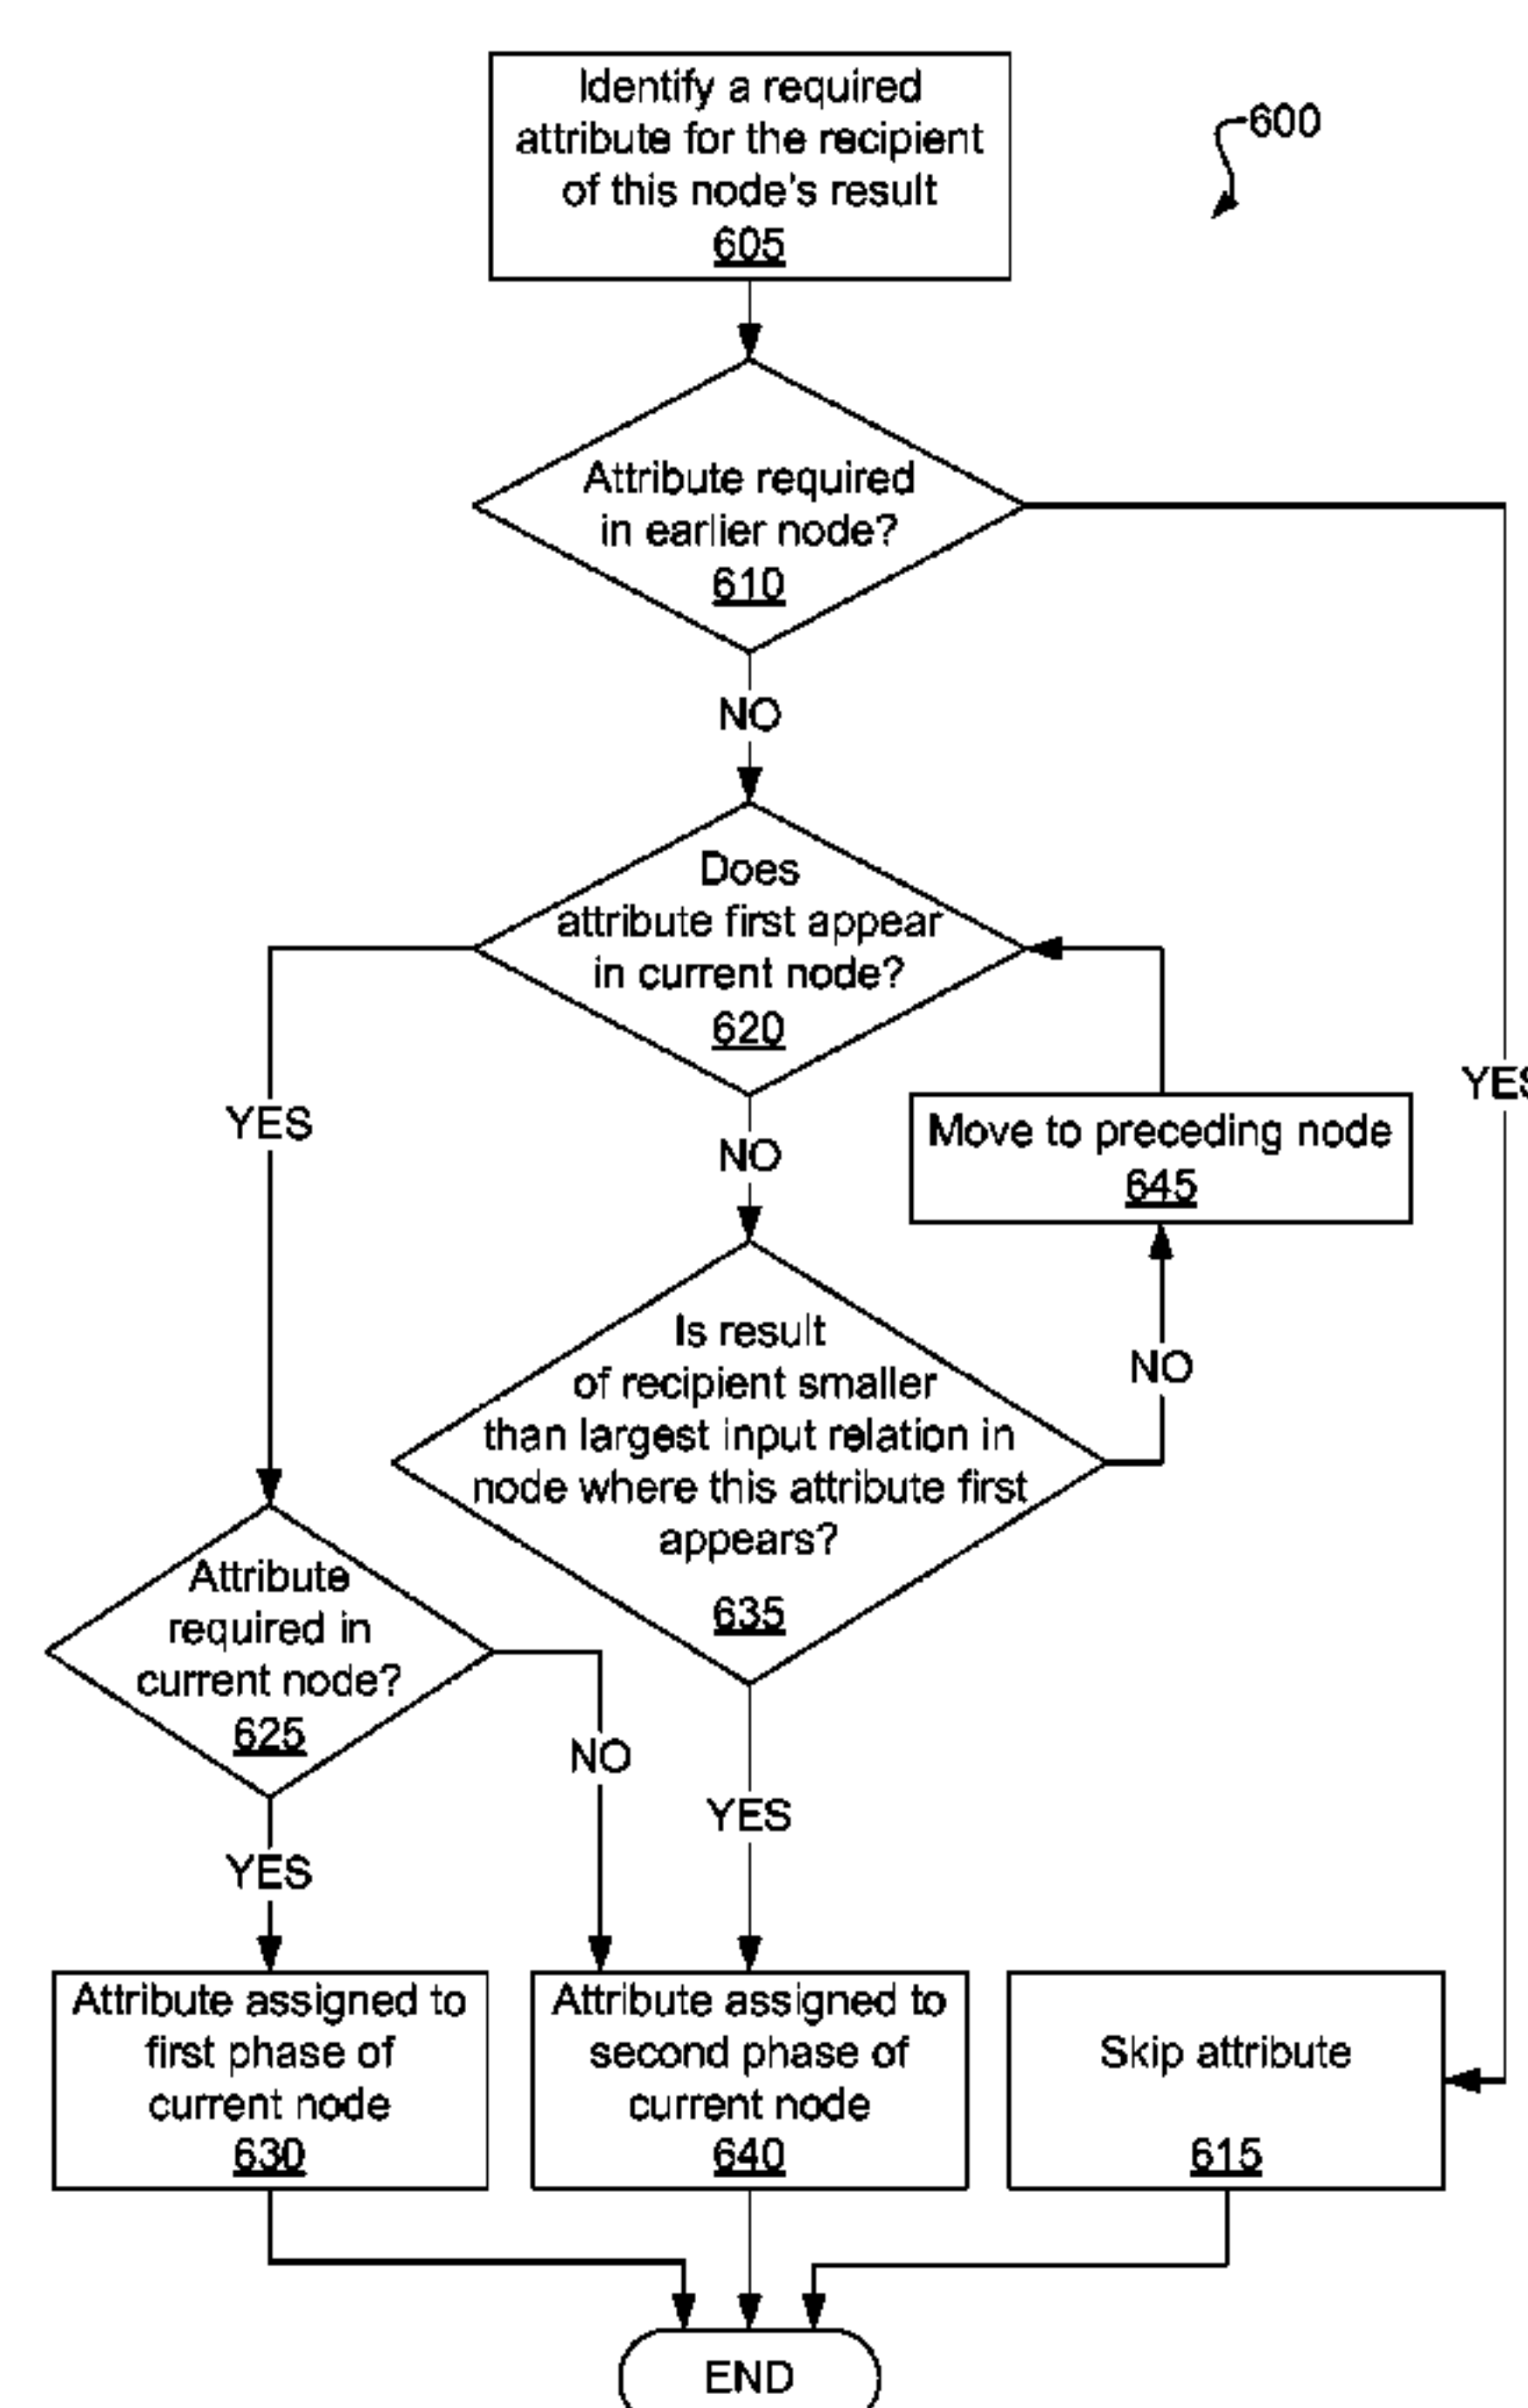 Identify a required
attribute for the recipient
of this node's result
605
600
Attribute required
in earlier node?
610
NO
YES
Does
attribute first appear
in current node?
620
YES
NO
Move to preceding node
645
NO
Is result
of recipient smaller
than largest input relation in
node where this attribute first
appears?
635
Attribute
required in
current node?
625
NO
YES
YES
Attribute assigned to
first phase of
current node
630
Attribute assigned to
second phase of
current node
640
Skip attribute
615
END